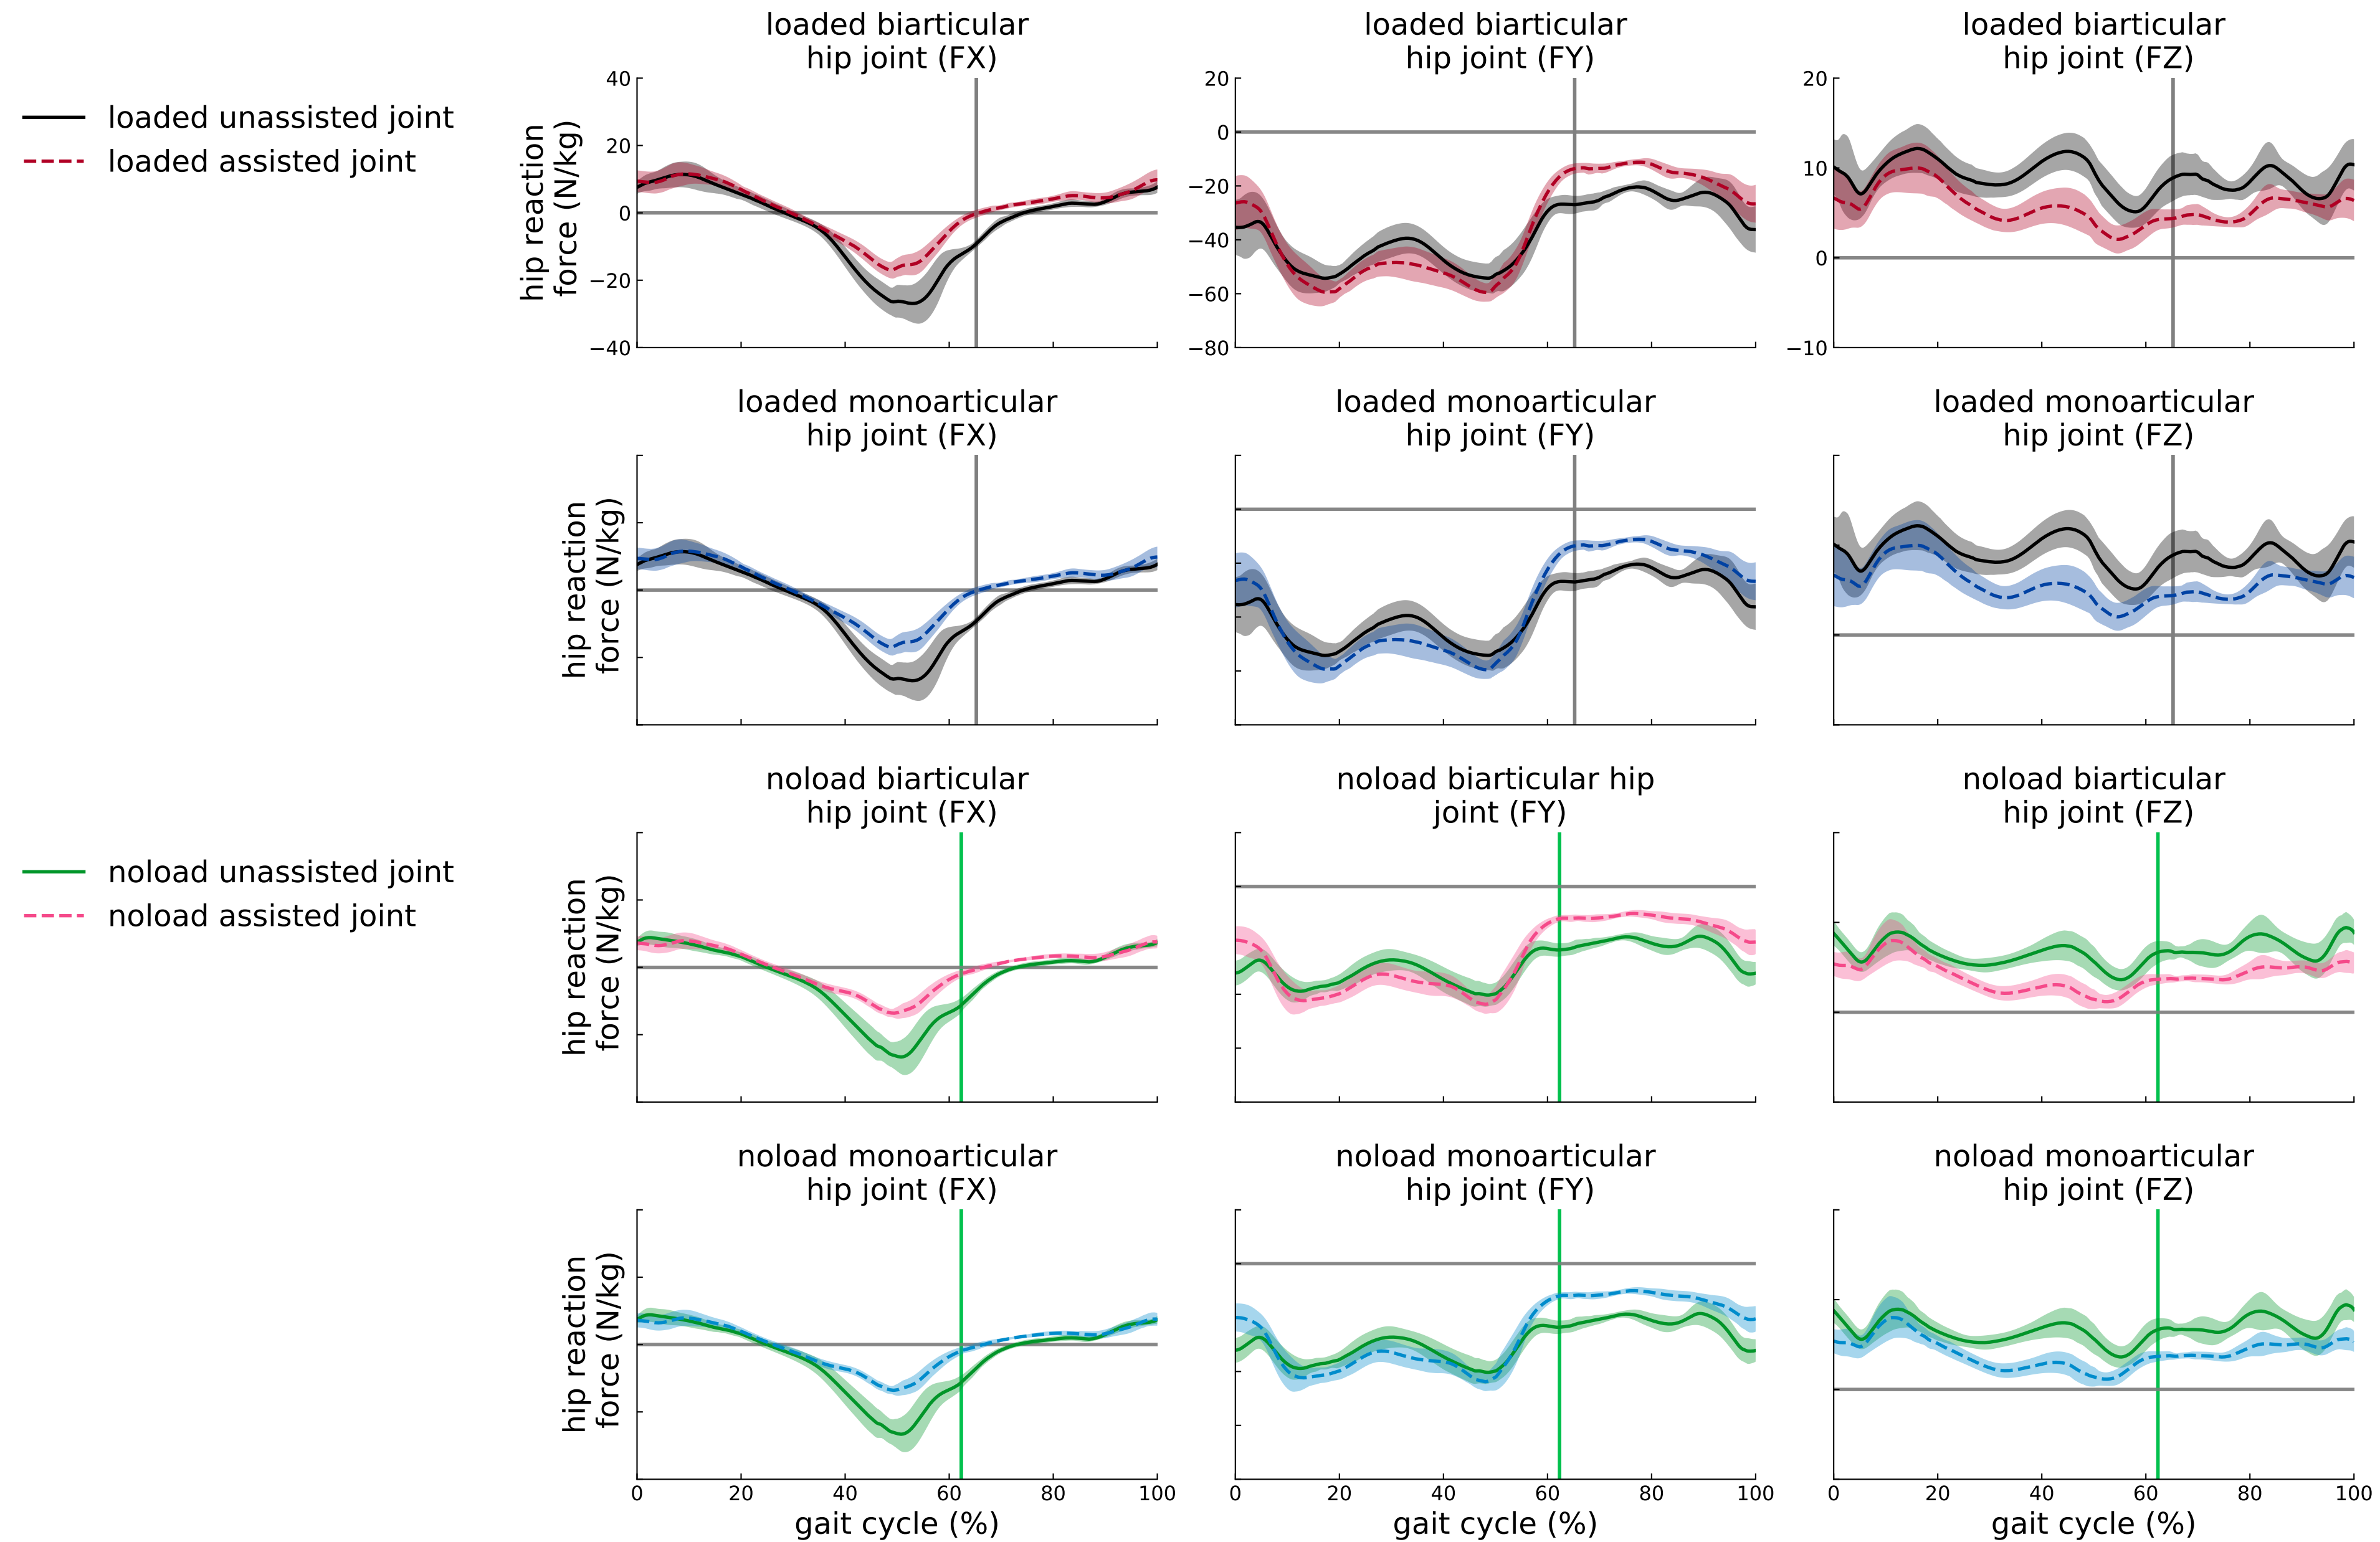 loaded unassisted joint
loaded assisted joint
loaded biarticular
hip joint (FX)
hip reaction
force (N/kg)
40
20
0
−20
−40
loaded biarticular
hip joint (FY)
20
0
−20
−40
−60
−80
loaded biarticular
hip joint (FZ)
20
10
0
−10
loaded monoarticular
hip joint (FX)
hip reaction
force (N/kg)
loaded monoarticular
hip joint (FY)
loaded monoarticular
hip joint (FZ)
noload unassisted joint
noload assisted joint
noload biarticular
hip joint (FX)
hip reaction
force (N/kg)
noload biarticular hip
joint (FY)
noload biarticular
hip joint (FZ)
noload monoarticular
hip joint (FX)
hip reaction
force (N/kg)
0 20 40 60 80 100
gait cycle (%)
noload monoarticular
hip joint (FY)
0 20 40 60 80 100
gait cycle (%)
noload monoarticular
hip joint (FZ)
0 20 40 60 80 100
gait cycle (%)